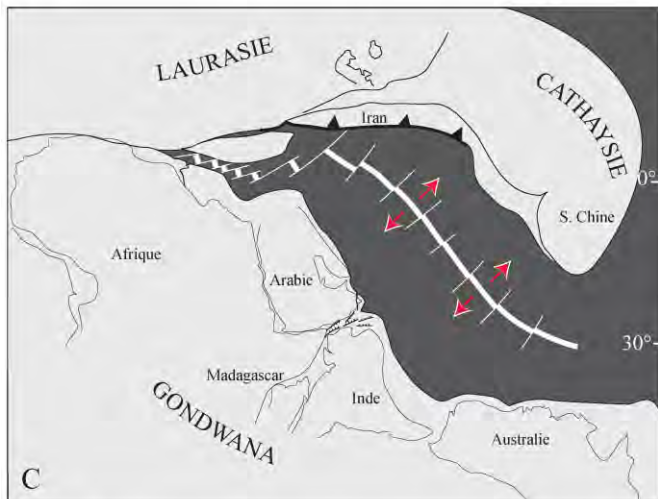 LAURASIE
CATHAYSIE
Iran
0°
S. Chine
Afrique
Arabie
30°
Madagascar
Inde
GONDWANA
Australie
C